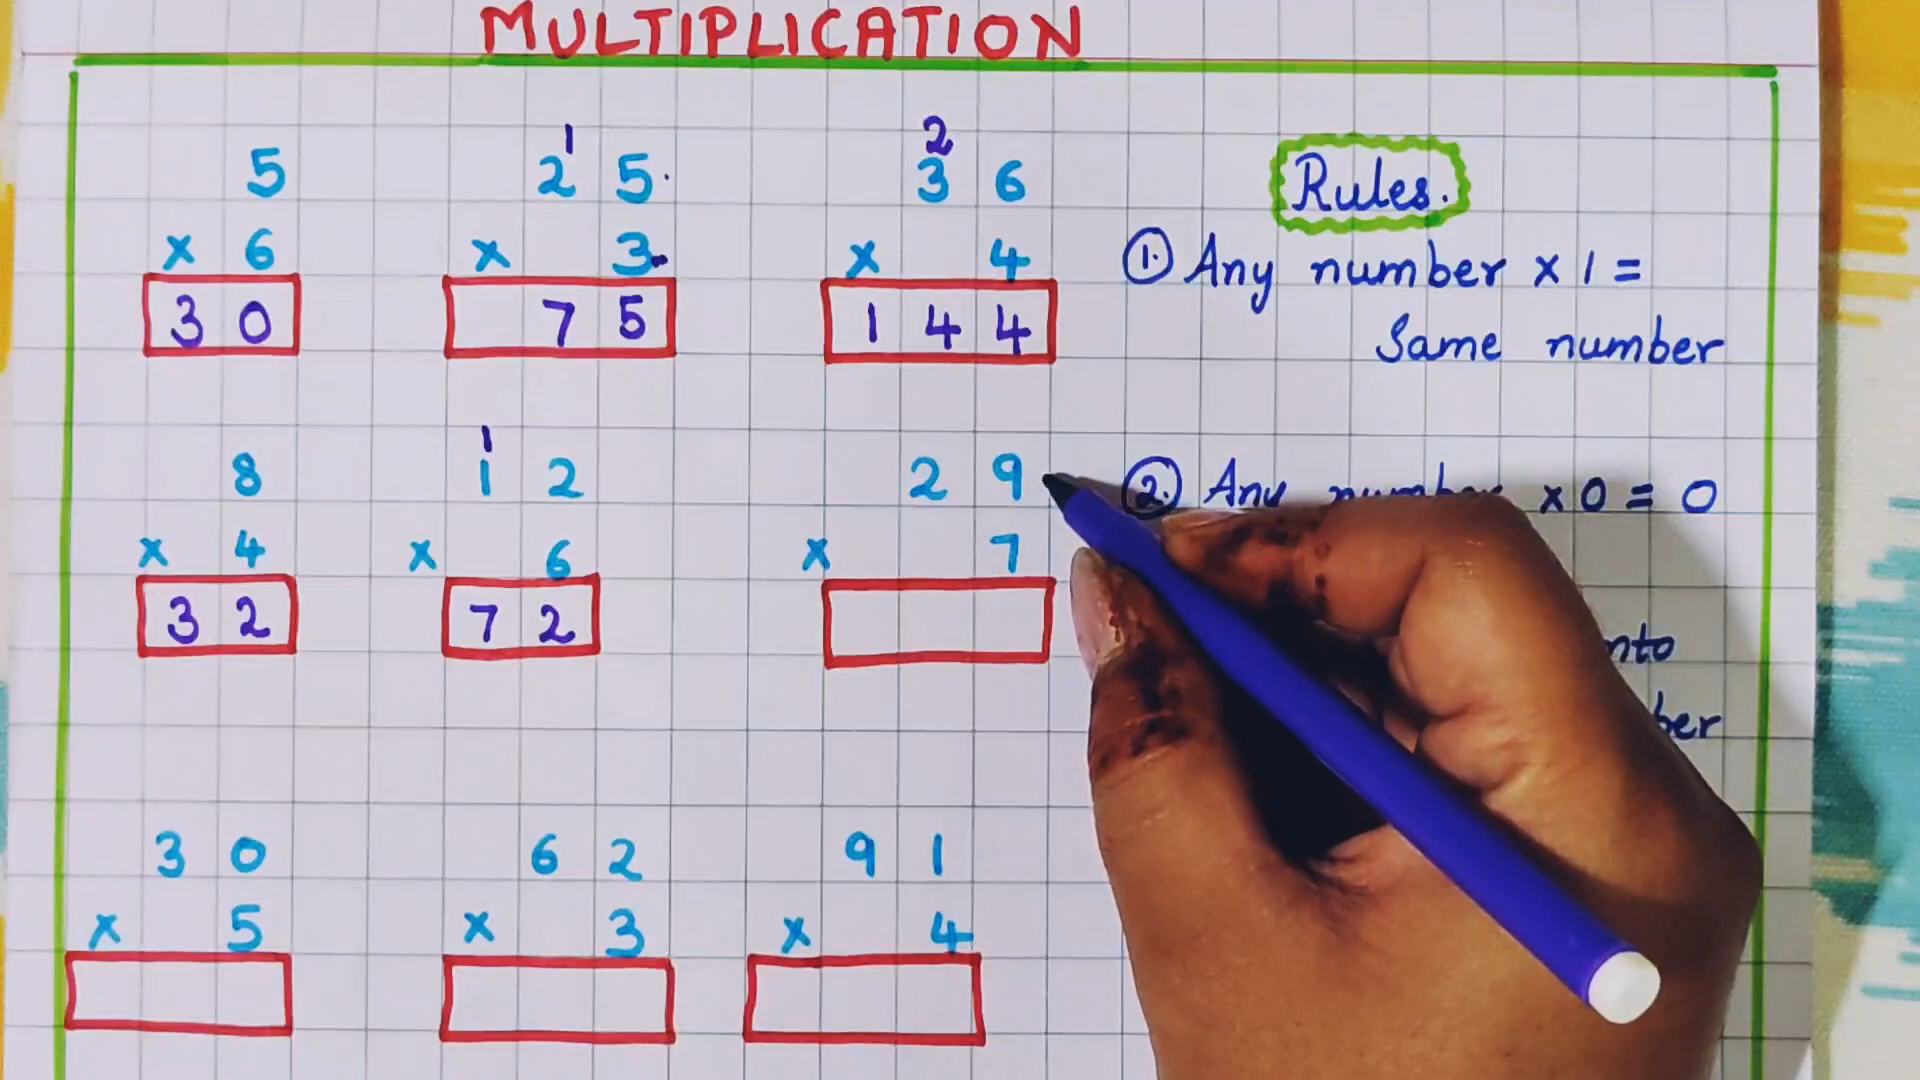 MULTIPLICATION
5
x 6
3 0
1
2 5.
x 3.
7 5
2
3 6
x 4
1 4 4
Rules.
1. Any number x 1 =
Same number
8
x 4
3 2
1
1 2
x 6
7 2
2 9
x 7
2. Any number x 0 = 0
3 0
x 5
6 2
x 3
9 1
x 4